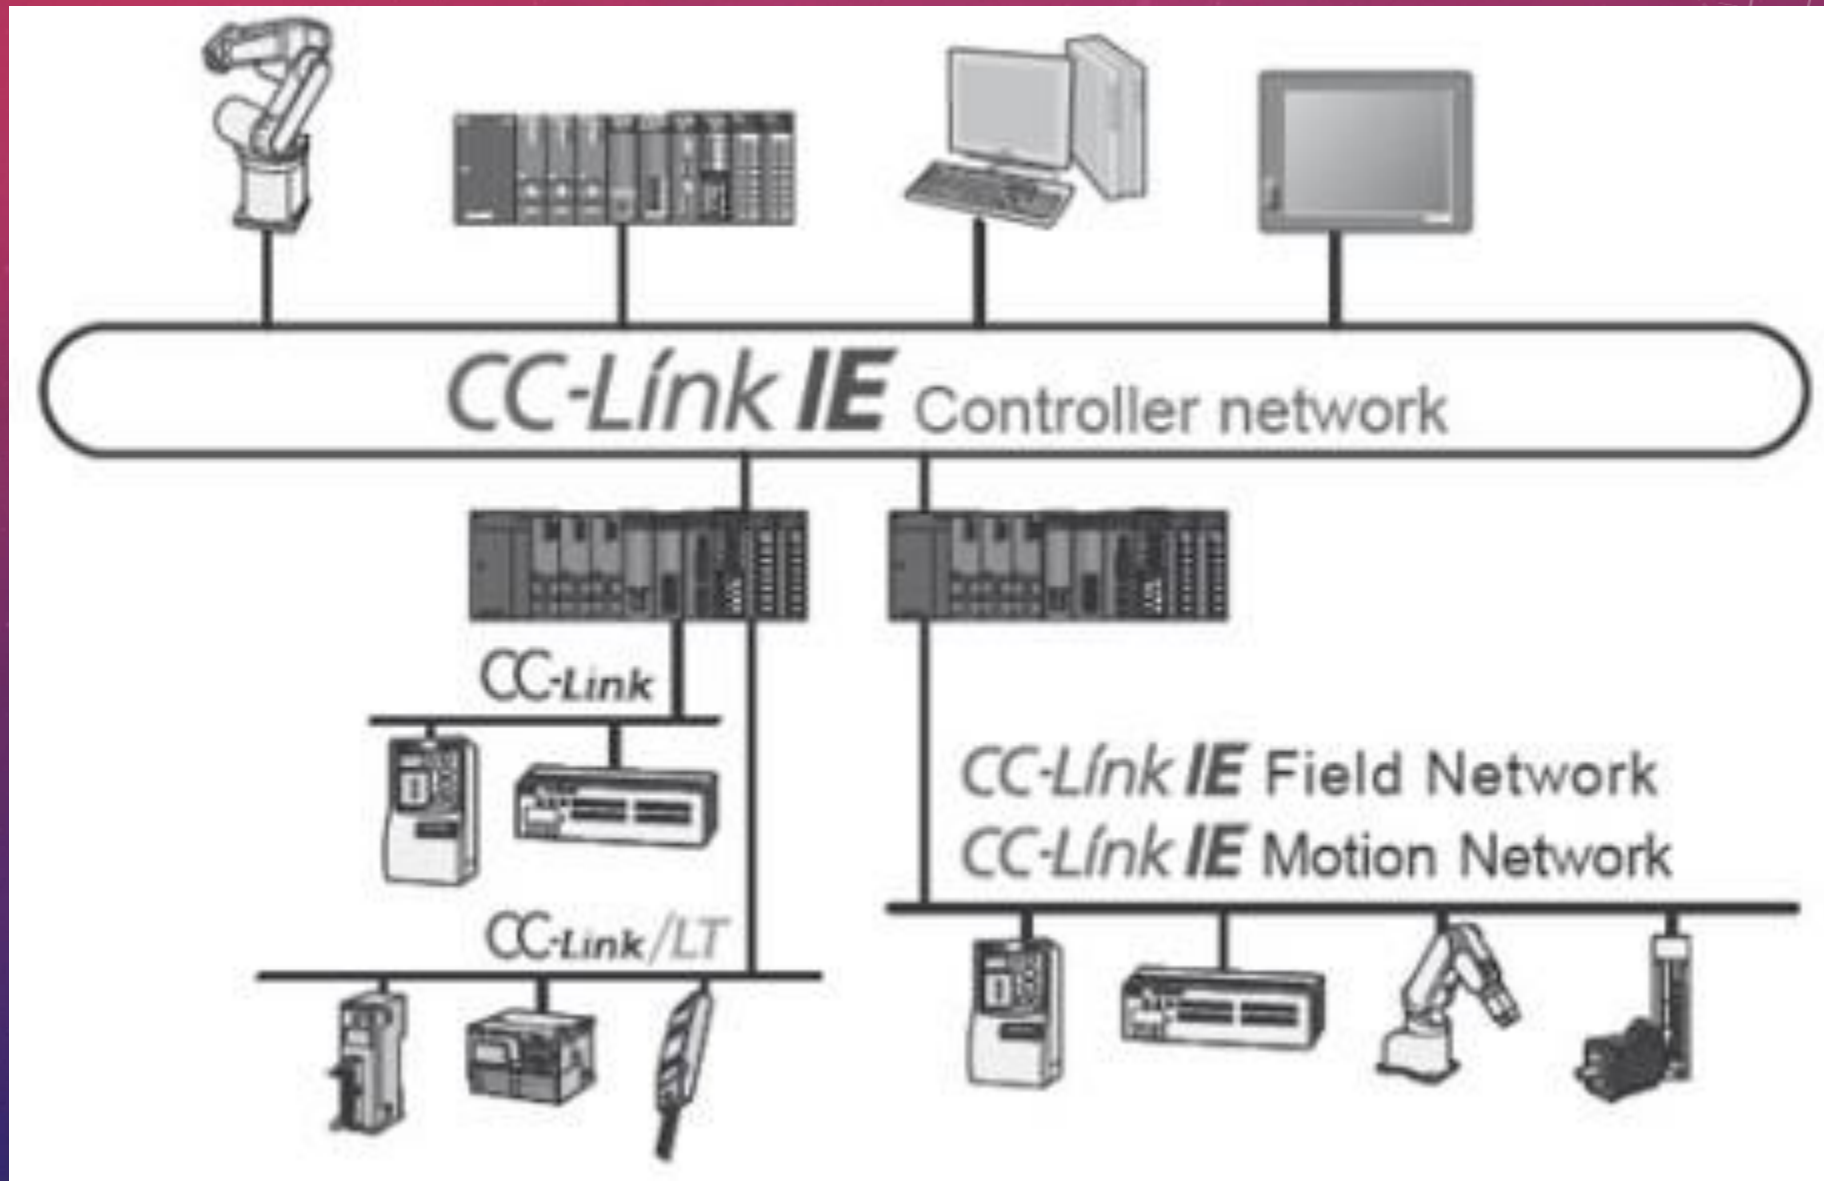 CC-Línk IE Controller network
CC-Link
CC-Línk IE Field Network
CC-Línk IE Motion Network
CC-Link/LT